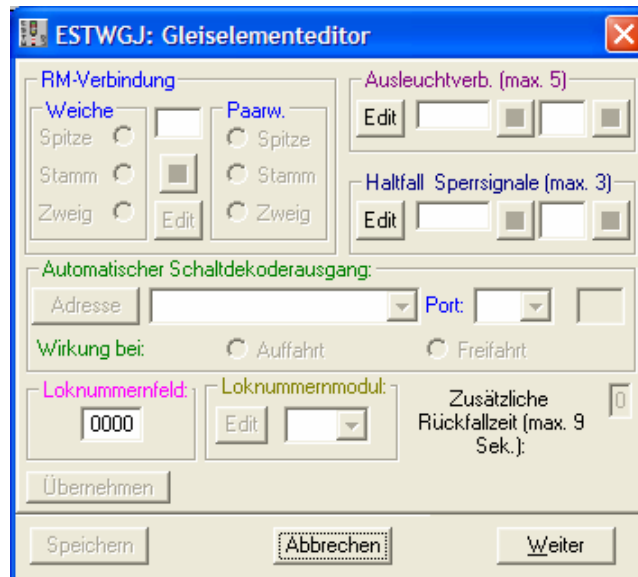 ESTWGJ: Gleiselementeditor
RM-Verbindung
Weiche
Paarw.
Spitze
Spitze
Stamm
Stamm
Zweig
Edit
Zweig
Ausleuchtverb. (max. 5)
Edit
Haltfall Sperrsignale (max. 3)
Edit
Automatischer Schaltdekoderausgang:
Adresse
Port:
Wirkung bei:
Auffahrt
Freifahrt
Loknummernfeld:
0000
Loknummernmodul:
Edit
Zusätzliche
Rückfallzeit (max. 9
Sek.):
0
Übernehmen
Speichern
Abbrechen
Weiter